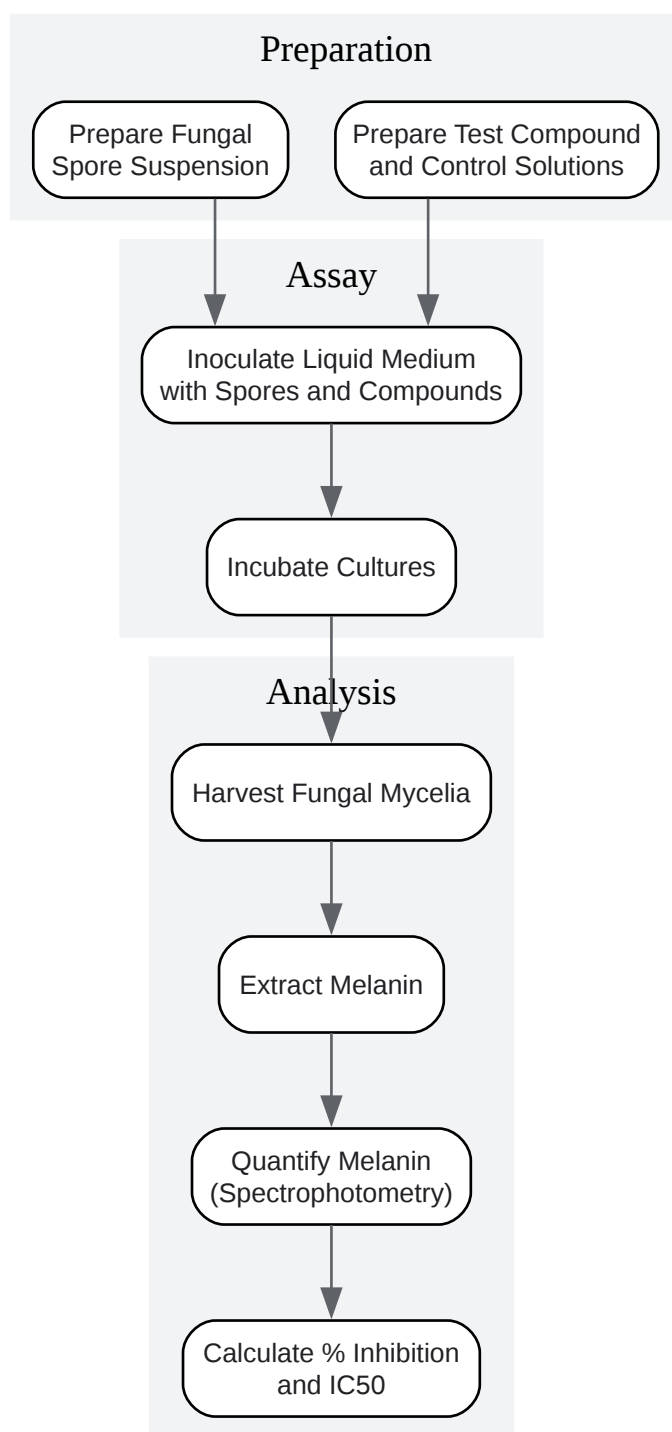 Preparation
Prepare Fungal
Spore Suspension
Prepare Test Compound
and Control Solutions
Assay
Inoculate Liquid Medium
with Spores and Compounds
Incubate Cultures
Analysis
Harvest Fungal Mycelia
Extract Melanin
Quantify Melanin
(Spectrophotometry)
Calculate % Inhibition
and IC50